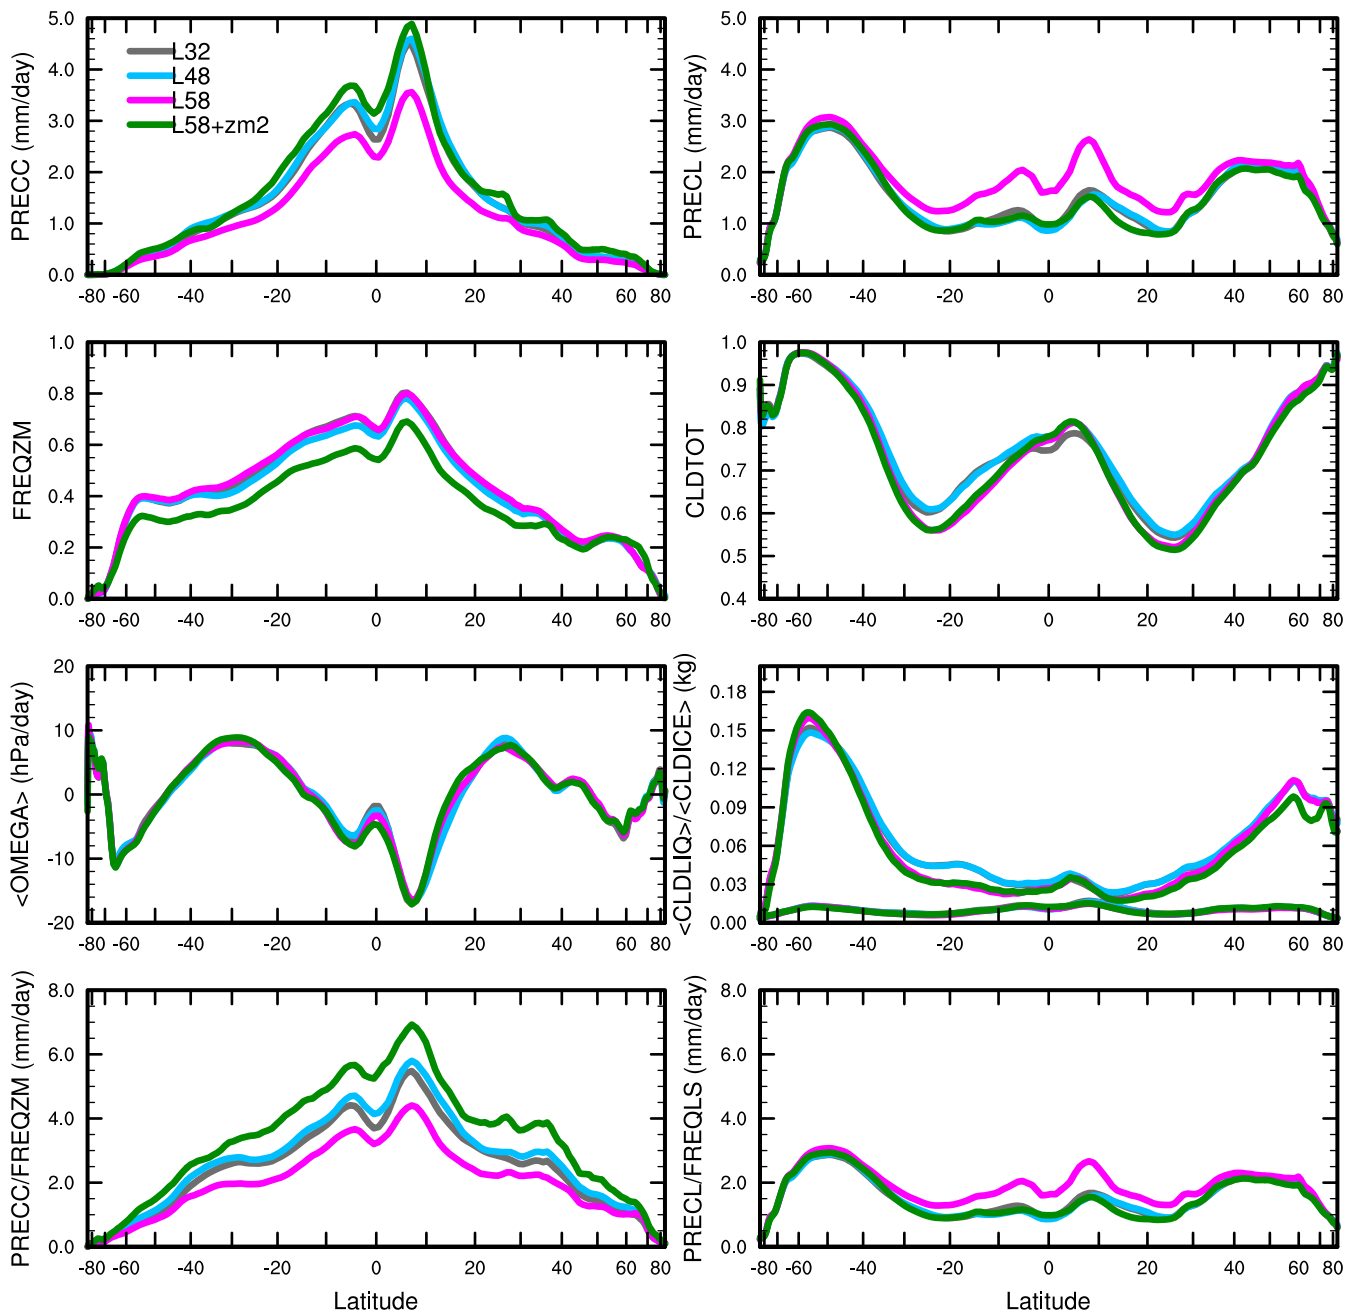 PRECC (mm/day)
5.0
4.0
3.0
2.0
1.0
0.0
L32
L48
L58
L58+zm2
-80 -60 -40 -20 0 20 40 60 80
PRECL (mm/day)
5.0
4.0
3.0
2.0
1.0
0.0
-80 -60 -40 -20 0 20 40 60 80
FREQZM
1.0
0.8
0.6
0.4
0.2
0.0
-80 -60 -40 -20 0 20 40 60 80
CLDTOT
1.0
0.9
0.8
0.7
0.6
0.5
0.4
-80 -60 -40 -20 0 20 40 60 80
<OMEGA> (hPa/day)
20
10
0
-10
-20
-80 -60 -40 -20 0 20 40 60 80
<CLDLIQ>/<CLDICE> (kg)
0.18
0.15
0.12
0.09
0.06
0.03
0.00
-80 -60 -40 -20 0 20 40 60 80
PRECC/FREQZM (mm/day)
8.0
6.0
4.0
2.0
0.0
-80 -60 -40 -20 0 20 40 60 80
Latitude
PRECL/FREQLS (mm/day)
8.0
6.0
4.0
2.0
0.0
-80 -60 -40 -20 0 20 40 60 80
Latitude